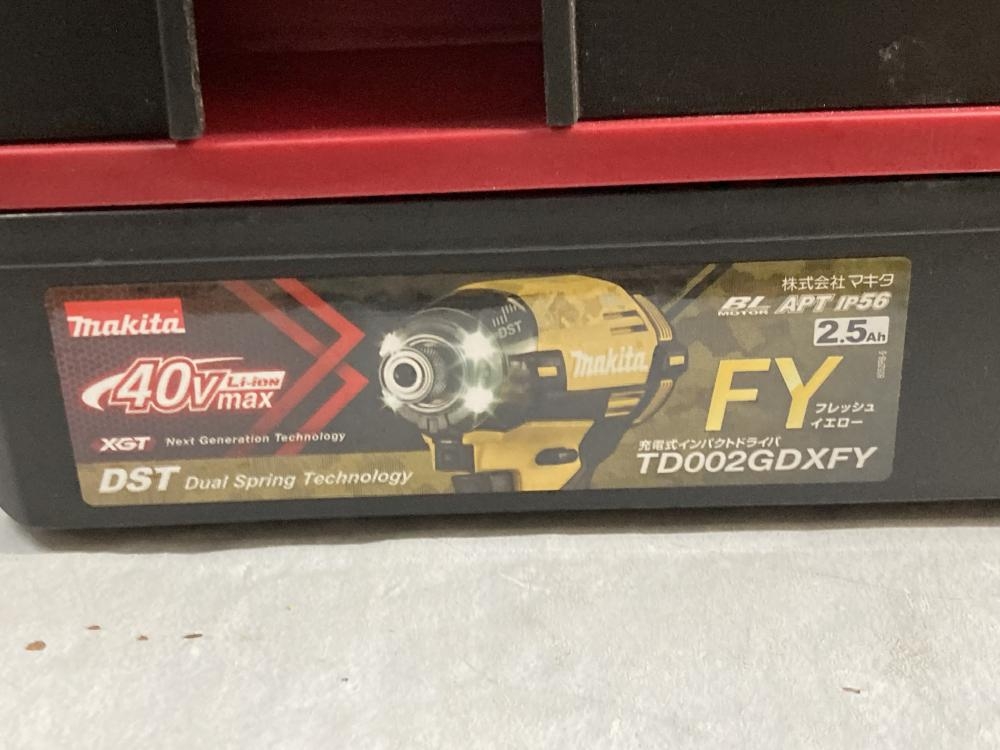 makita
40Vmax
Li-ion
XGT Next Generation Technology
DST Dual Spring Technology
DST
makita
株式会社マキタ
BL MOTOR APT IP56
2.5Ah
FY
フレッシュ
イエロー
充電式インパクトドライバ
TD002GDXFY